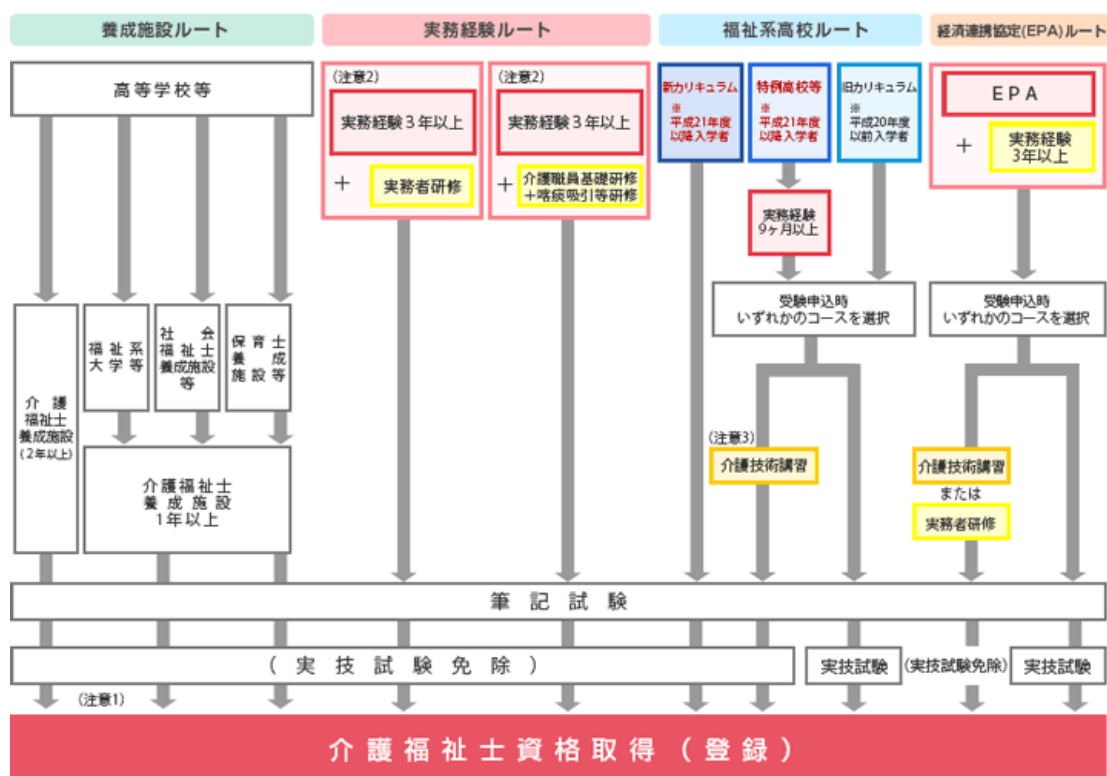 養成施設ルート
実務経験ルート
福祉系高校ルート
経済連携協定(EPA)ルート
高等学校等
(注意2)
実務経験3年以上
+
実務者研修
(注意2)
実務経験3年以上
+
介護職員基礎研修
+喀痰吸引等研修
新カリキュラム
※
平成21年度
以降入学者
特例高校等
※
平成21年度
以降入学者
旧カリキュラム
※
平成20年度
以前入学者
EPA
+
実務経験
3年以上
実務経験
9ヶ月以上
受験申込時
いずれかのコースを選択
受験申込時
いずれかのコースを選択
介護
福祉士
養成施設
(2年以上)
福祉系
大学等
社会
福祉士
養成施設
等
保育士
養成
施設等
介護福祉士
養成施設
1年以上
(注意3)
介護技術講習
介護技術講習
または
実務者研修
筆記試験
(実技試験免除)
実技試験
(実技試験免除)
実技試験
(注意1)
介護福祉士資格取得(登録)